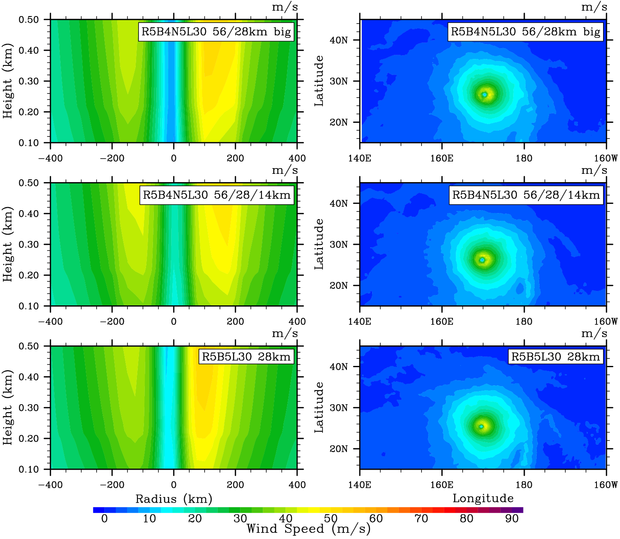 m/s m/s
0.50 R5B4N5L30 56/28km big R5B4N5L30 56/28km big
Height (km) 0.40 0.30 0.20 0.10
Latitude 40N 30N 20N
−400 −200 0 200 400 140E 160E 180 160W
m/s m/s
0.50 R5B4N5L30 56/28/14km R5B4N5L30 56/28/14km
Height (km) 0.40 0.30 0.20 0.10
Latitude 40N 30N 20N
−400 −200 0 200 400 140E 160E 180 160W
m/s m/s
0.50 R5B5L30 28km R5B5L30 28km
Height (km) 0.40 0.30 0.20 0.10
Latitude 40N 30N 20N
−400 −200 0 200 400 140E 160E 180 160W
Radius (km) Longitude
0 10 20 30 40 50 60 70 80 90
Wind Speed (m/s)